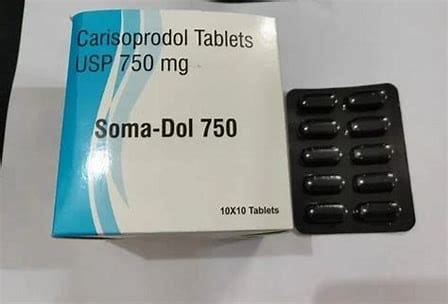 Carisoprodol Tablets
USP 750 mg
Soma-Dol 750
10X10 Tablets